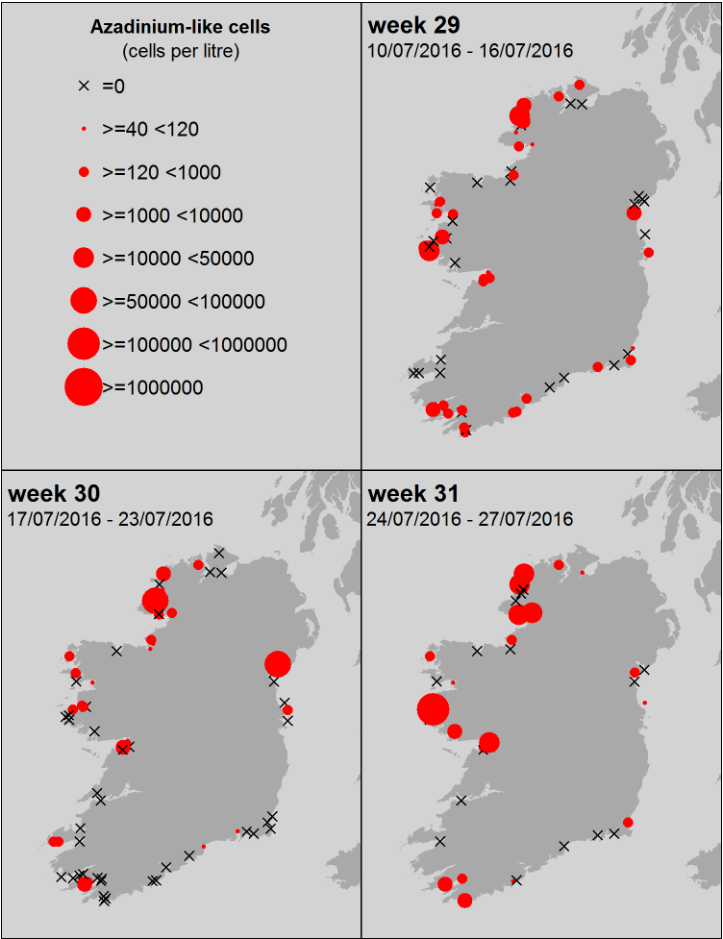 Azadinium-like cells
(cells per litre)
=0
>=40 <120
>=120 <1000
>=1000 <10000
>=10000 <50000
>=50000 <100000
>=100000 <1000000
>=1000000
week 29
10/07/2016 - 16/07/2016
week 30
17/07/2016 - 23/07/2016
week 31
24/07/2016 - 27/07/2016